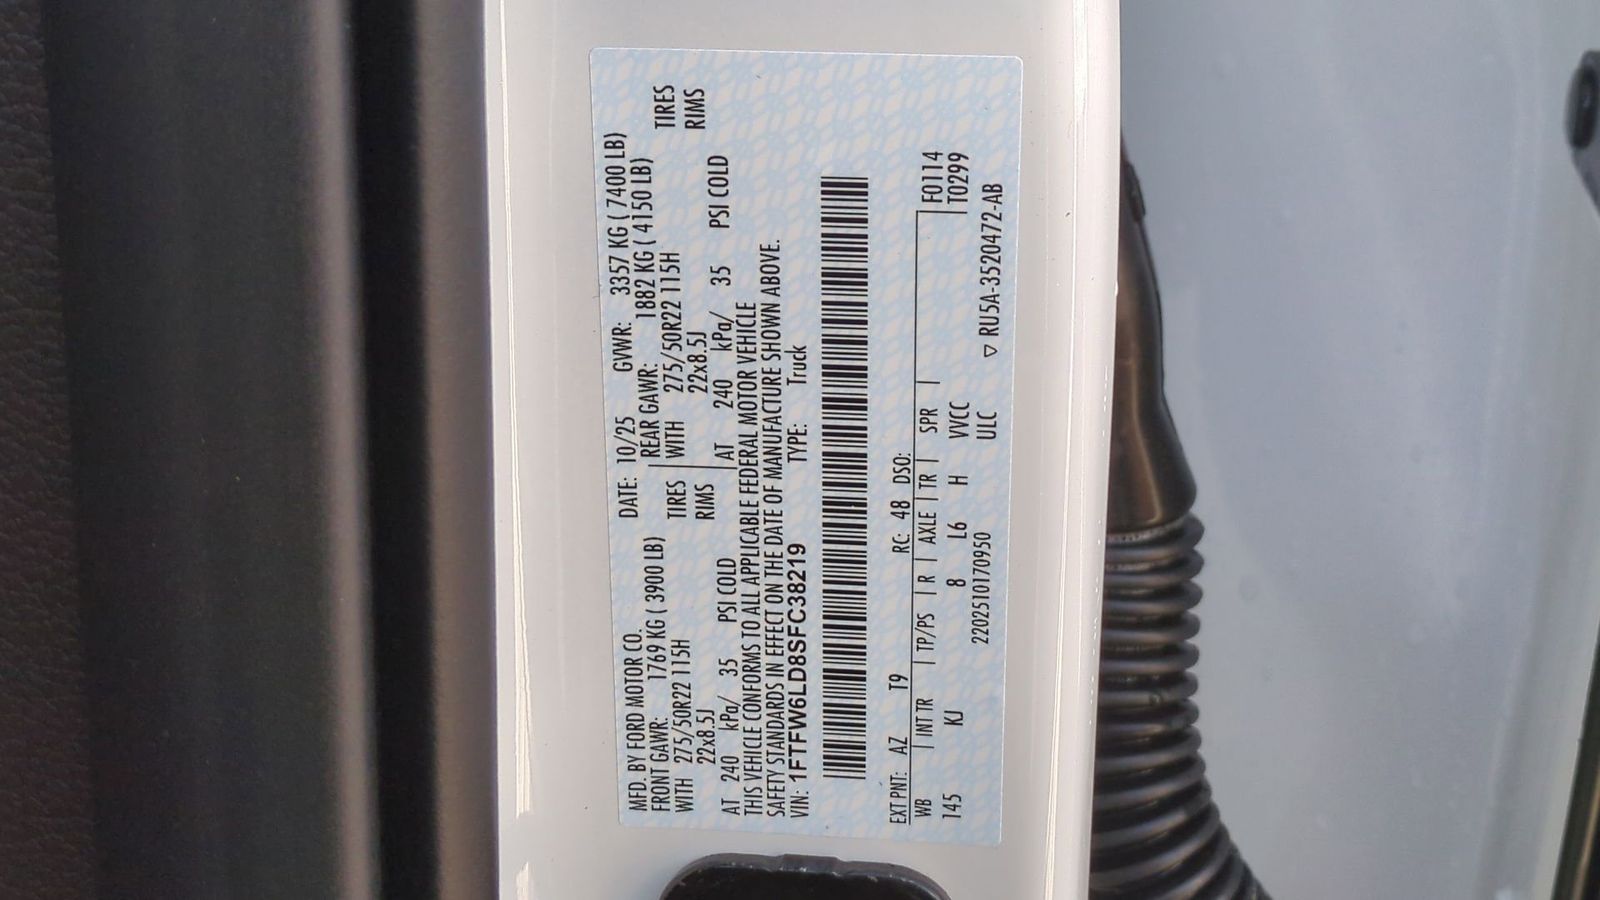 MFD. BY FORD MOTOR CO. DATE: 10/25 GVWR: 3357 KG ( 7400 LB)
FRONT GAWR: 1769 KG ( 3900 LB) REAR GAWR: 1882 KG ( 4150 LB)
WITH 275/50R22 115H TIRES WITH 275/50R22 115H TIRES
22x8.5J RIMS 22x8.5J RIMS
AT 240 kPa/ 35 PSI COLD AT 240 kPa/ 35 PSI COLD
THIS VEHICLE CONFORMS TO ALL APPLICABLE FEDERAL MOTOR VEHICLE
SAFETY STANDARDS IN EFFECT ON THE DATE OF MANUFACTURE SHOWN ABOVE.
VIN: 1FTFW6LD8SFC38219 TYPE: Truck
EXT PNT: AZ T9 RC: 48 DSO: F0114
WB INT TR TP/PS R AXLE TR SPR T0299
145 KJ 8 L6 H VVCC
2202510170950 ULC ▽ RU5A-3520472-AB